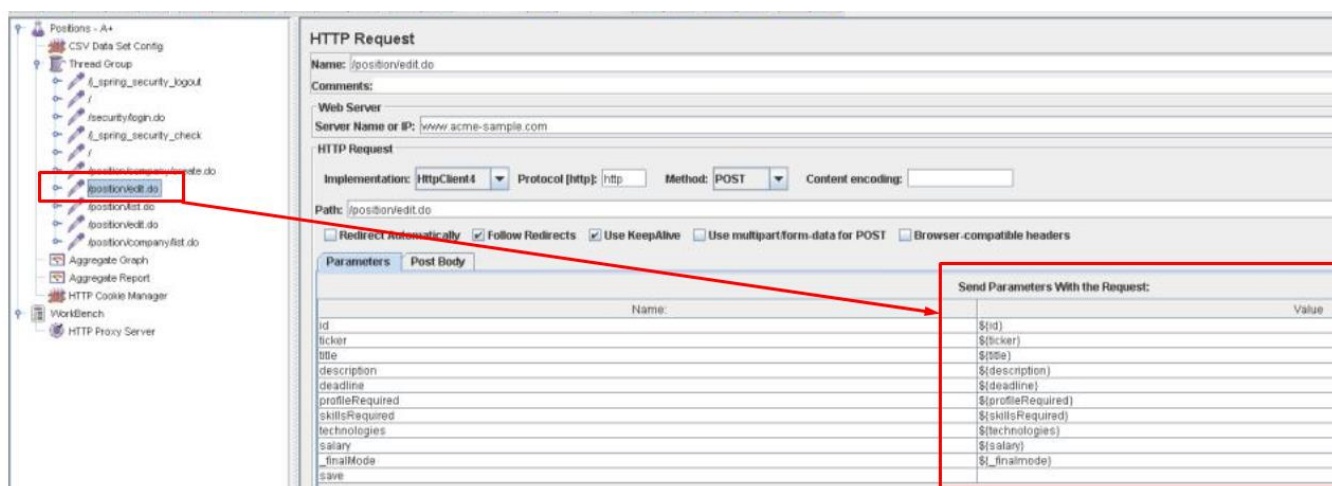 Positions - A+
CSV Data Set Config
Thread Group
/j_spring_security_logout
/
/security/login.do
/j_spring_security_check
/
/position/company/create.do
/position/edit.do
/position/list.do
/position/edit.do
/position/company/list.do
Aggregate Graph
Aggregate Report
HTTP Cookie Manager
WorkBench
HTTP Proxy Server
HTTP Request
Name: /position/edit.do
Comments:
Web Server
Server Name or IP: www.acme-sample.com
HTTP Request
Implementation: HttpClient4 Protocol [http]: http Method: POST Content encoding:
Path: /position/edit.do
Redirect Automatically Follow Redirects Use KeepAlive Use multipart/form-data for POST Browser-compatible headers
Parameters Post Body
Send Parameters With the Request:
Name: Value
id ${id}
ticker ${ticker}
title ${title}
description ${description}
deadline ${deadline}
profileRequired ${profileRequired}
skillsRequired ${skillsRequired}
technologies ${technologies}
salary ${salary}
_finalMode ${_finalmode}
save